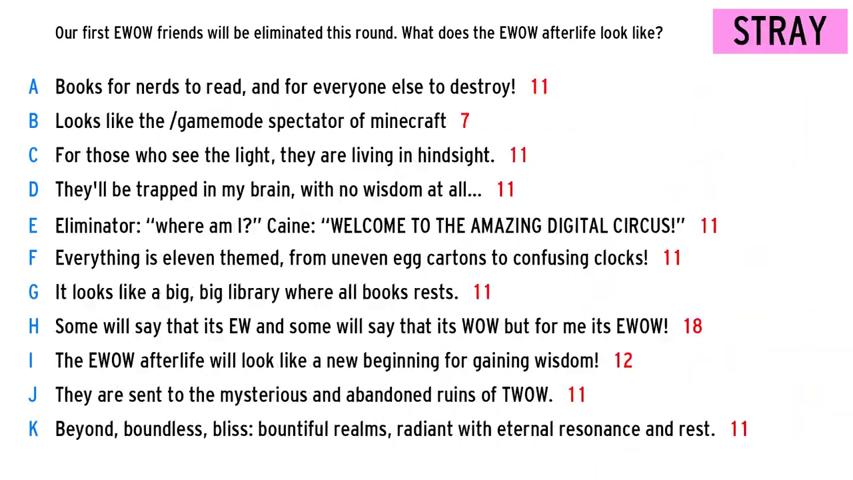 Our first EWOW friends will be eliminated this round. What does the EWOW afterlife look like?
STRAY
A Books for nerds to read, and for everyone else to destroy! 11
B Looks like the /gamemode spectator of minecraft 7
C For those who see the light, they are living in hindsight. 11
D They'll be trapped in my brain, with no wisdom at all... 11
E Eliminator: “where am I?” Caine: “WELCOME TO THE AMAZING DIGITAL CIRCUS!” 11
F Everything is eleven themed, from uneven egg cartons to confusing clocks! 11
G It looks like a big, big library where all books rests. 11
H Some will say that its EW and some will say that its WOW but for me its EWOW! 18
I The EWOW afterlife will look like a new beginning for gaining wisdom! 12
J They are sent to the mysterious and abandoned ruins of TWOW. 11
K Beyond, boundless, bliss: bountiful realms, radiant with eternal resonance and rest. 11